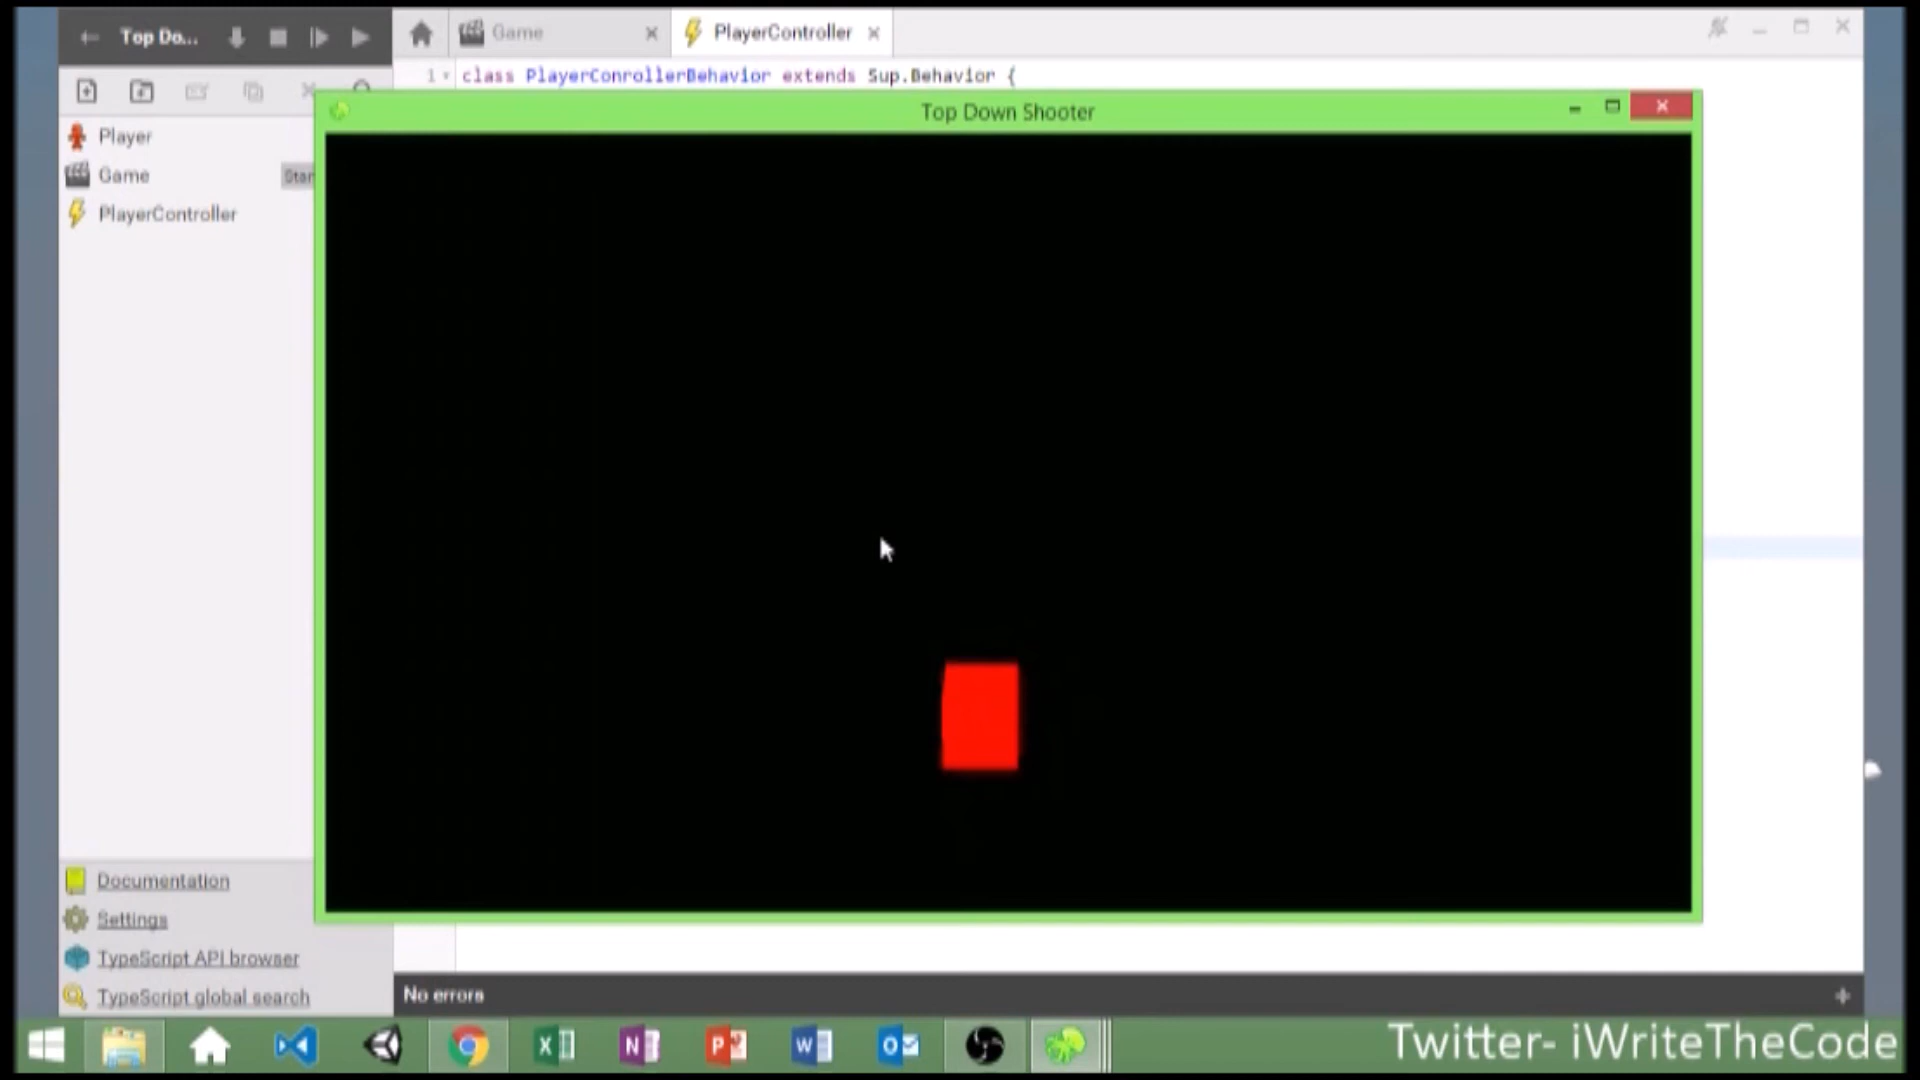 Top Do...
Game
PlayerController
1
class PlayerConrollerBehavior extends Sup.Behavior {
Top Down Shooter
Player
Game
Star
PlayerController
Documentation
Settings
TypeScript API browser
TypeScript global search
No errors
Twitter- iWriteTheCode